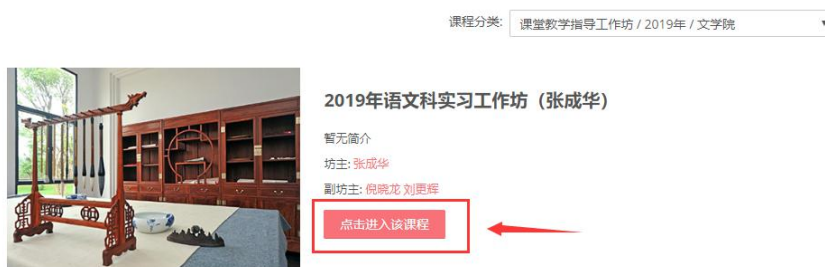 课程分类: 课堂教学指导工作坊 / 2019年 / 文学院
2019年语文科实习工作坊（张成华）
暂无简介
坊主: 张成华
副坊主: 倪晓龙 刘更辉
点击进入该课程